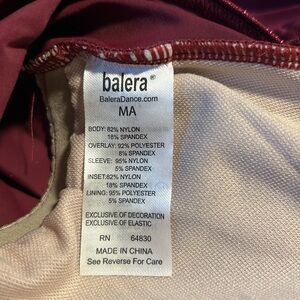 balera®
BaleraDance.com
MA
BODY: 82% NYLON
18% SPANDEX
OVERLAY: 92% POLYESTER
8% SPANDEX
SLEEVE: 95% NYLON
5% SPANDEX
INSET:82% NYLON
18% SPANDEX
LINING: 95% POLYESTER
5% SPANDEX
EXCLUSIVE OF DECORATION
EXCLUSIVE OF ELASTIC
RN 64830
MADE IN CHINA
See Reverse For Care